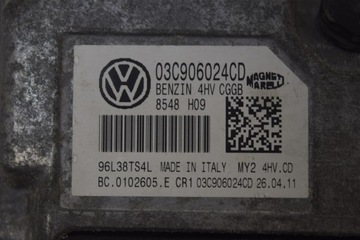 03C906024CD
BENZIN 4HV CGGB
8548 H09
MAGNETI MARELLI
96L38TS4L MADE IN ITALY MY2 4HV.CD
BC.0102605.E CR1 03C906024CD 26.04.11